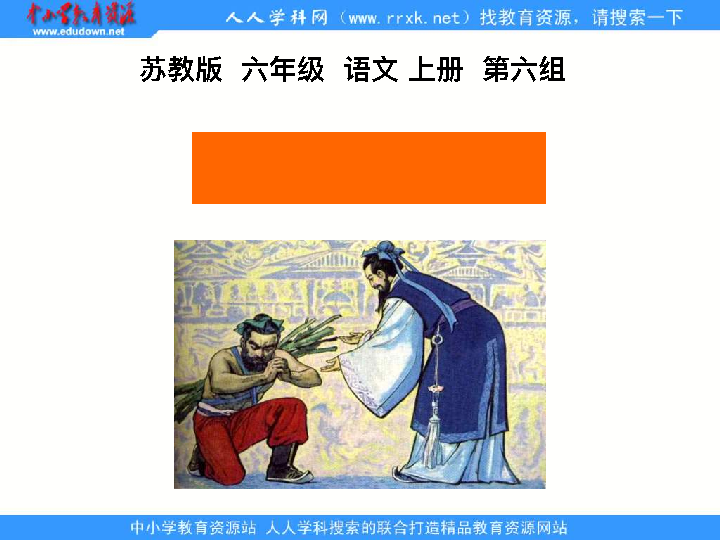 中小学教育资源
www.edudown.net
人人学科网（www.rrxk.net）找教育资源，请搜索一下
苏教版 六年级 语文 上册 第六组
中小学教育资源站 人人学科搜索的联合打造精品教育资源网站